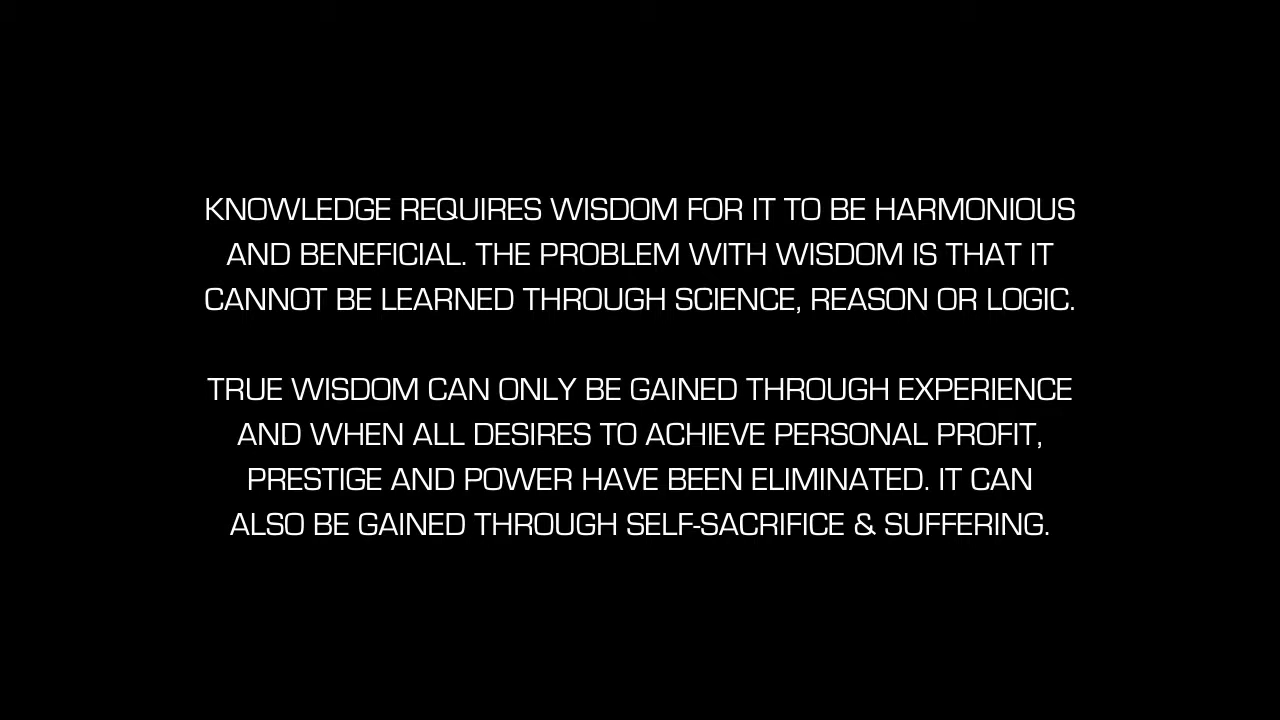 KNOWLEDGE REQUIRES WISDOM FOR IT TO BE HARMONIOUS
AND BENEFICIAL. THE PROBLEM WITH WISDOM IS THAT IT
CANNOT BE LEARNED THROUGH SCIENCE, REASON OR LOGIC.
TRUE WISDOM CAN ONLY BE GAINED THROUGH EXPERIENCE
AND WHEN ALL DESIRES TO ACHIEVE PERSONAL PROFIT,
PRESTIGE AND POWER HAVE BEEN ELIMINATED. IT CAN
ALSO BE GAINED THROUGH SELF-SACRIFICE & SUFFERING.